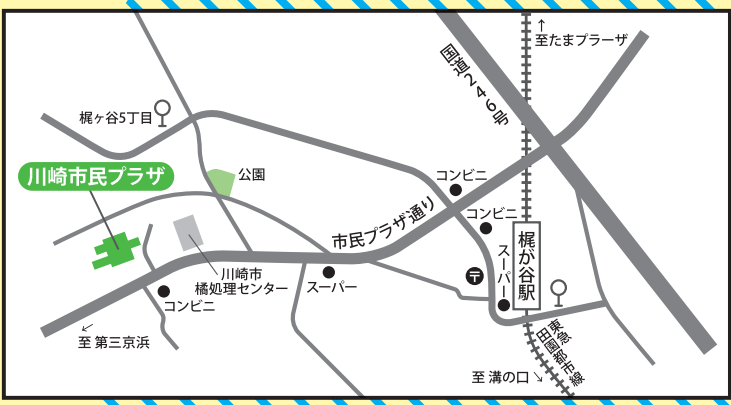 ↑
至たまプラーザ
国道246号
梶ヶ谷5丁目
川崎市民プラザ
公園
コンビニ
市民プラザ通り
コンビニ
スーパー
梶が谷駅
〒
川崎市
橘処理センター
スーパー
コンビニ
↙
至 第三京浜
東急
田園都市線
至 溝の口↘